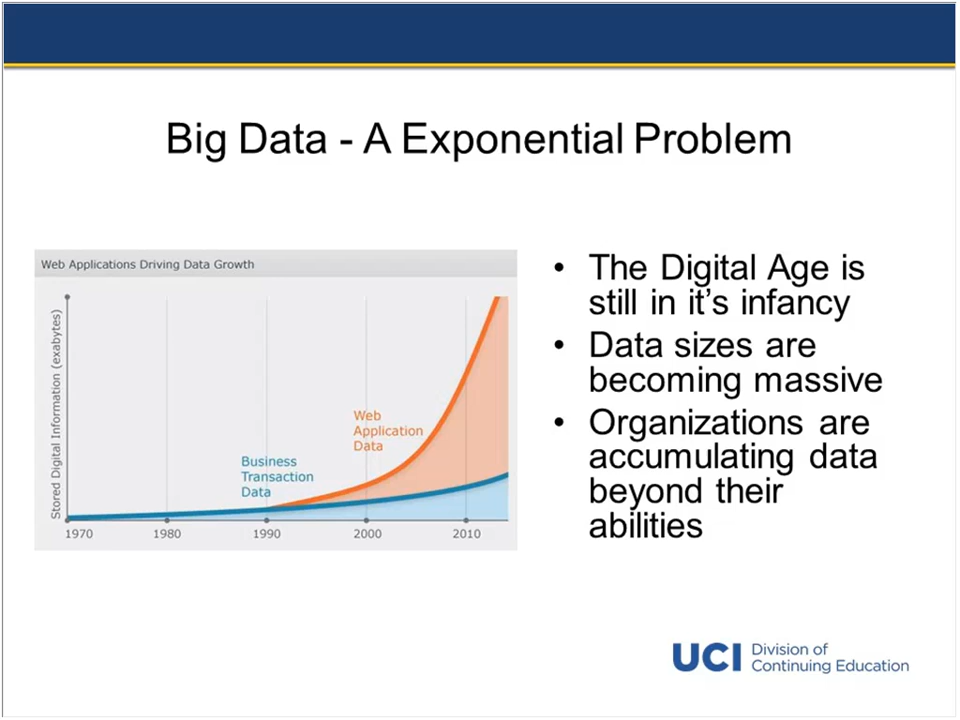 Big Data - A Exponential Problem
Web Applications Driving Data Growth
Stored Digital Information (exabytes)
Web
Application
Data
Business
Transaction
Data
1970
1980
1990
2000
2010
• The Digital Age is
still in it’s infancy
• Data sizes are
becoming massive
• Organizations are
accumulating data
beyond their
abilities
UCI
Division of
Continuing Education